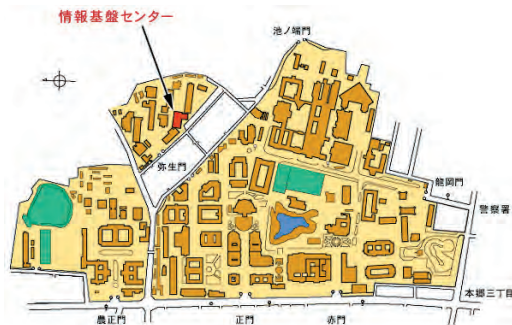 情報基盤センター
池ノ端門
弥生門
龍岡門
警察署
本郷三丁目
農正門
正門
赤門